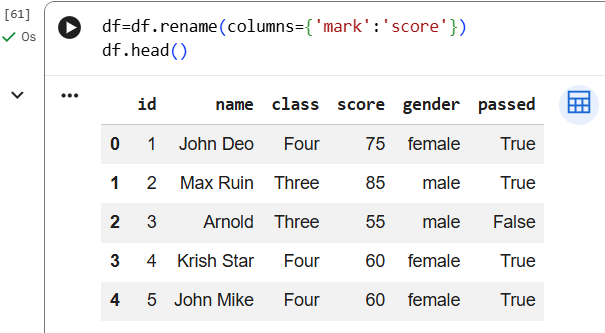 [61]
0s
df=df.rename(columns={'mark':'score'})
df.head()
id name class score gender passed
0 1 John Deo Four 75 female True
1 2 Max Ruin Three 85 male True
2 3 Arnold Three 55 male False
3 4 Krish Star Four 60 female True
4 5 John Mike Four 60 female True